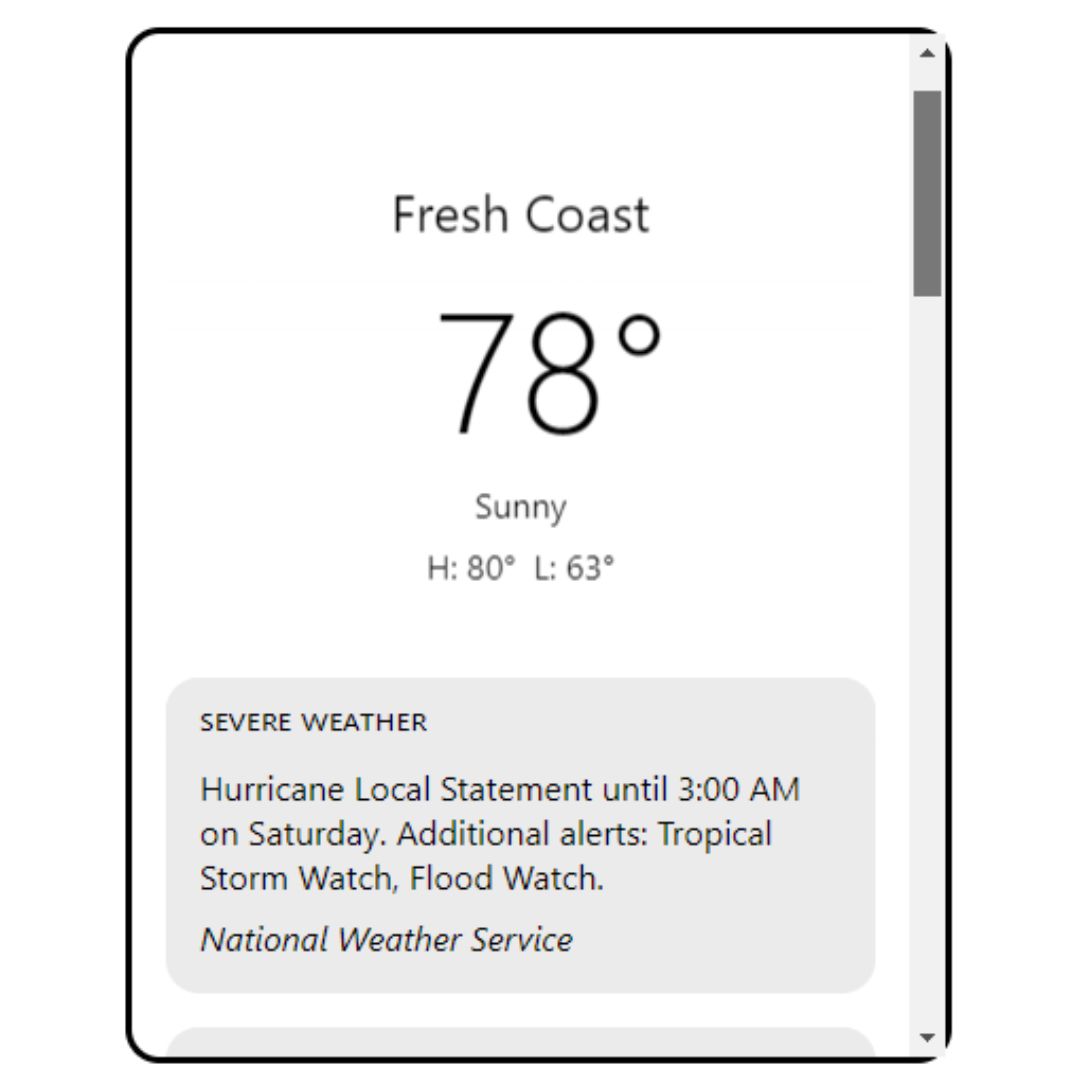 Fresh Coast
78°
Sunny
H: 80°  L: 63°
SEVERE WEATHER
Hurricane Local Statement until 3:00 AM
on Saturday. Additional alerts: Tropical
Storm Watch, Flood Watch.
National Weather Service